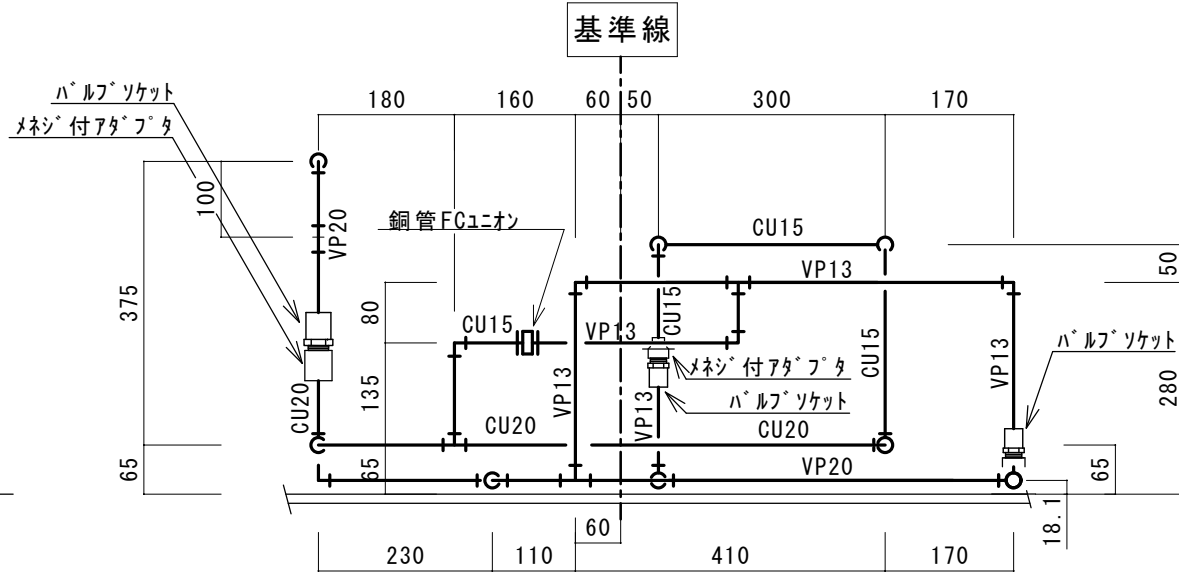 基準線
バルブソケット
メネジ付アダプタ
180
160
60
50
300
170
100
VP20
銅管FCユニオン
CU15
VP13
50
375
80
CU15
CU15
VP13
CU15
VP13
バルブソケット
メネジ付アダプタ
バルブソケット
280
135
CU20
VP13
VP13
CU20
CU20
65
65
VP20
65
18.1
60
230
110
410
170